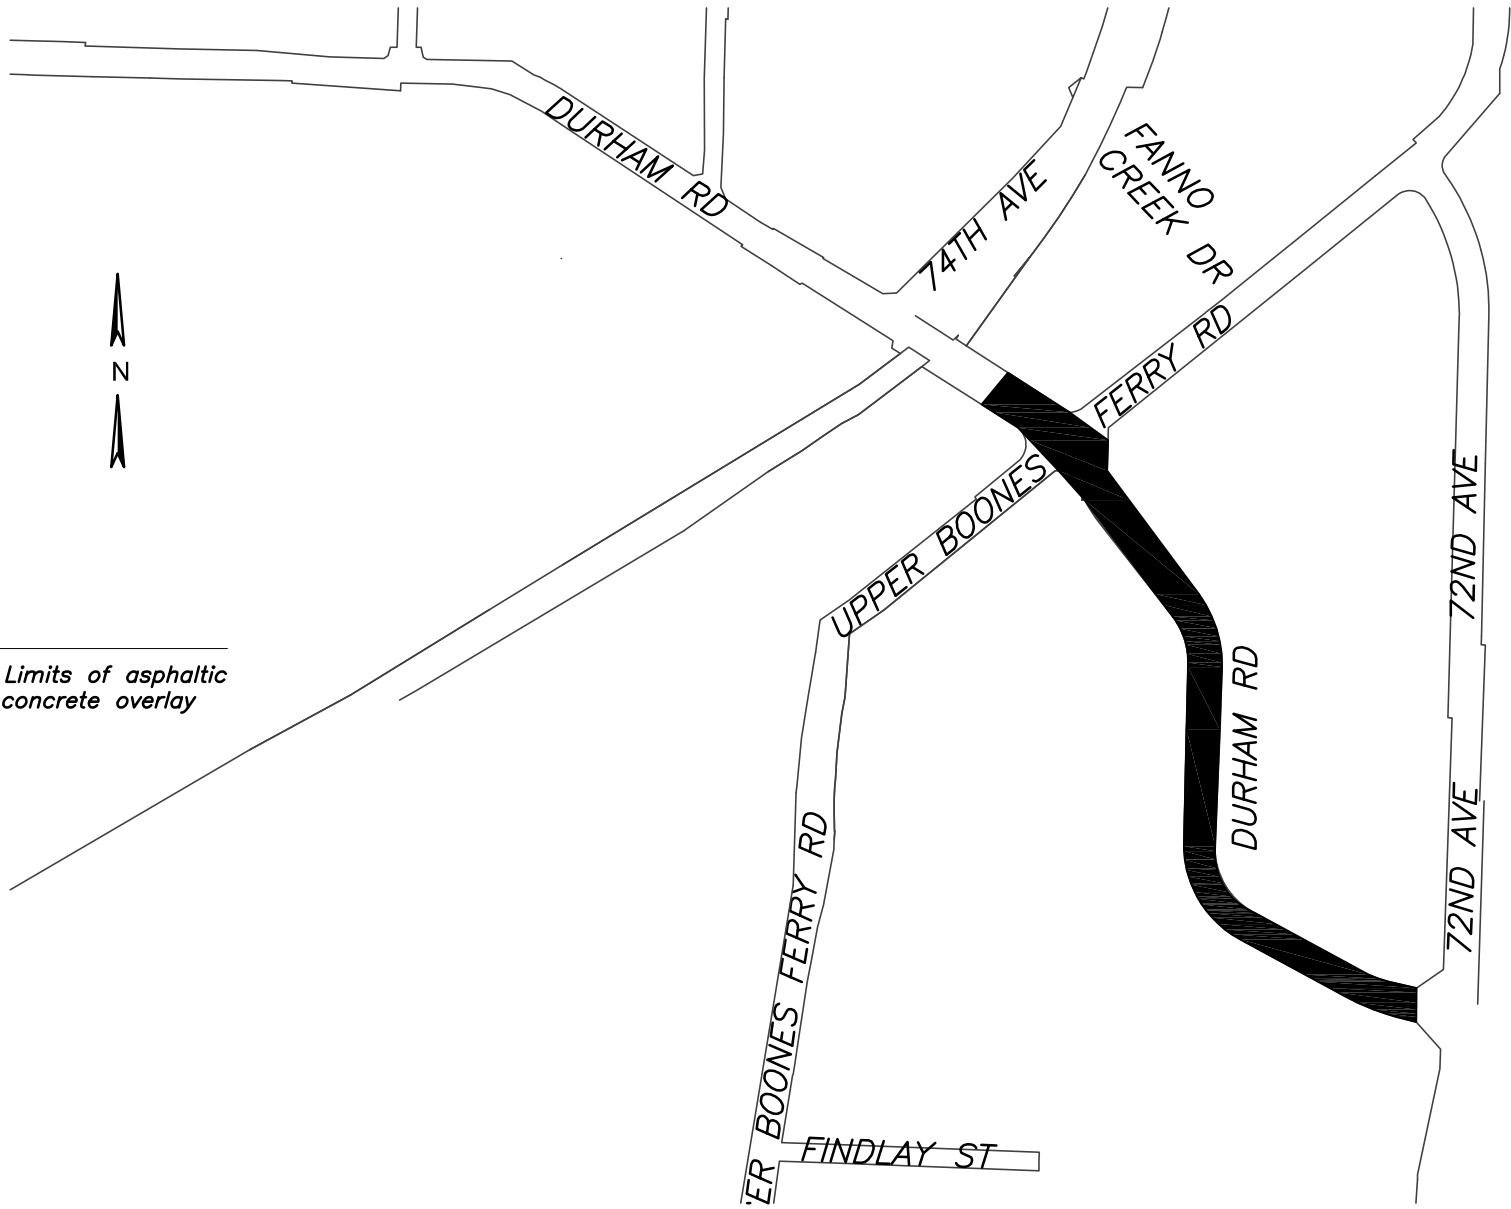 DURHAM RD
74TH AVE
FANNO
CREEK DR
UPPER BOONES FERRY RD
N
72ND AVE
Limits of asphaltic
concrete overlay
DURHAM RD
72ND AVE
BOONES FERRY RD
FINDLAY ST